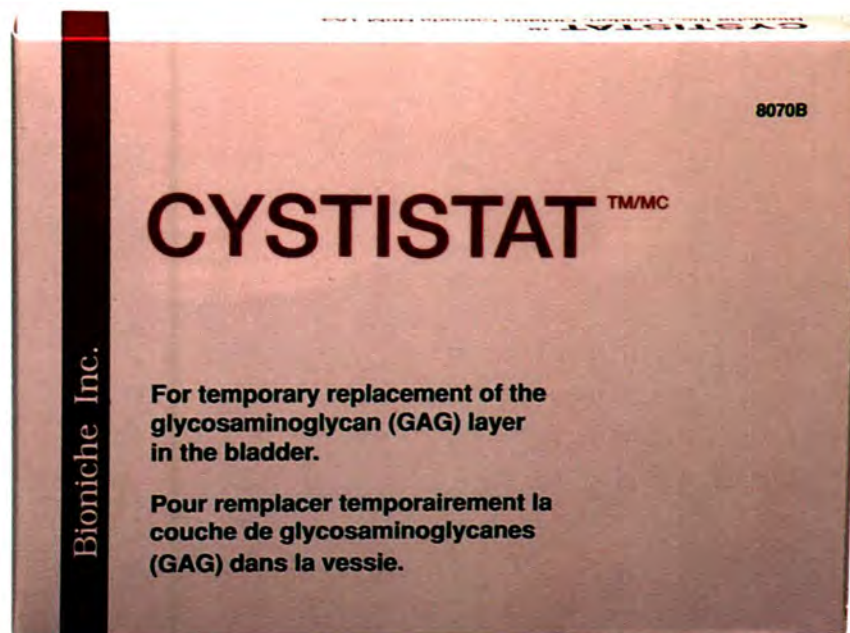 CYSTISTAT
8070B
CYSTISTAT TM/MC
Bioniche Inc.
For temporary replacement of the
glycosaminoglycan (GAG) layer
in the bladder.
Pour remplacer temporairement la
couche de glycosaminoglycanes
(GAG) dans la vessie.